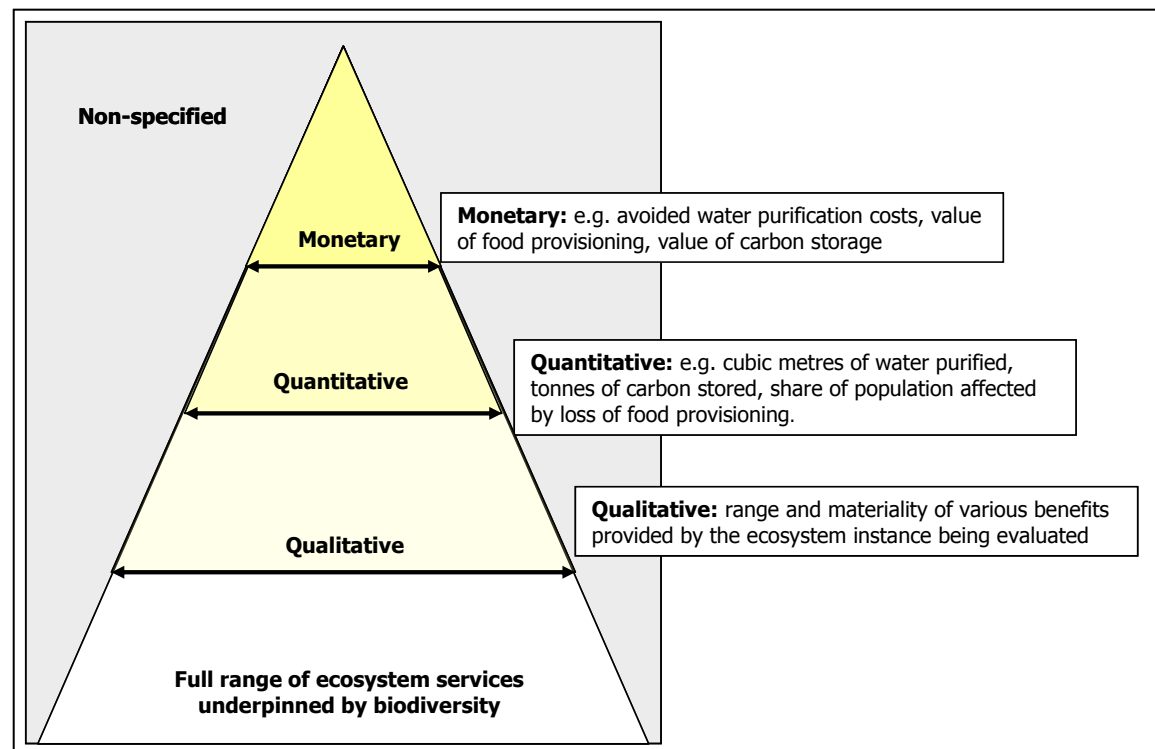 Non-specified
Monetary: e.g. avoided water purification costs, value
of food provisioning, value of carbon storage
Monetary
Quantitative: e.g. cubic metres of water purified,
tonnes of carbon stored, share of population affected
by loss of food provisioning.
Quantitative
Qualitative: range and materiality of various benefits
provided by the ecosystem instance being evaluated
Qualitative
Full range of ecosystem services
underpinned by biodiversity